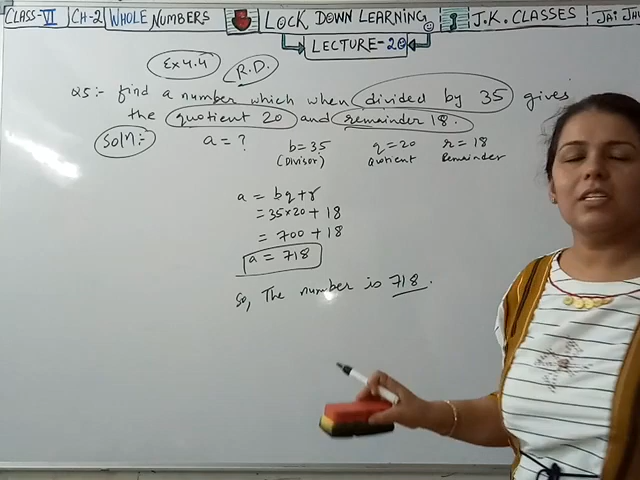 CLASS-VI CH-2 WHOLE NUMBERS LOCK DOWN LEARNING J.K. CLASSES JAI
LECTURE-20
Ex 4.4 R.D.
Q5:- find a number which when divided by 35 gives
the quotient 20 and remainder 18.
Soln:- a = ? b = 35 q = 20 r = 18
(Divisor) Quotient Remainder
a = bq+r
= 35×20 + 18
= 700 + 18
a = 718
So, The number is 718.